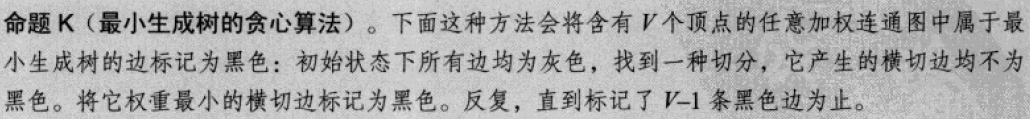 命题 K（最小生成树的贪心算法）。下面这种方法会将含有 V 个顶点的任意加权连通图中属于最
小生成树的边标记为黑色：初始状态下所有边均为灰色，找到一种切分，它产生的横切边均不为
黑色。将它权重最小的横切边标记为黑色。反复，直到标记了 V–1 条黑色边为止。